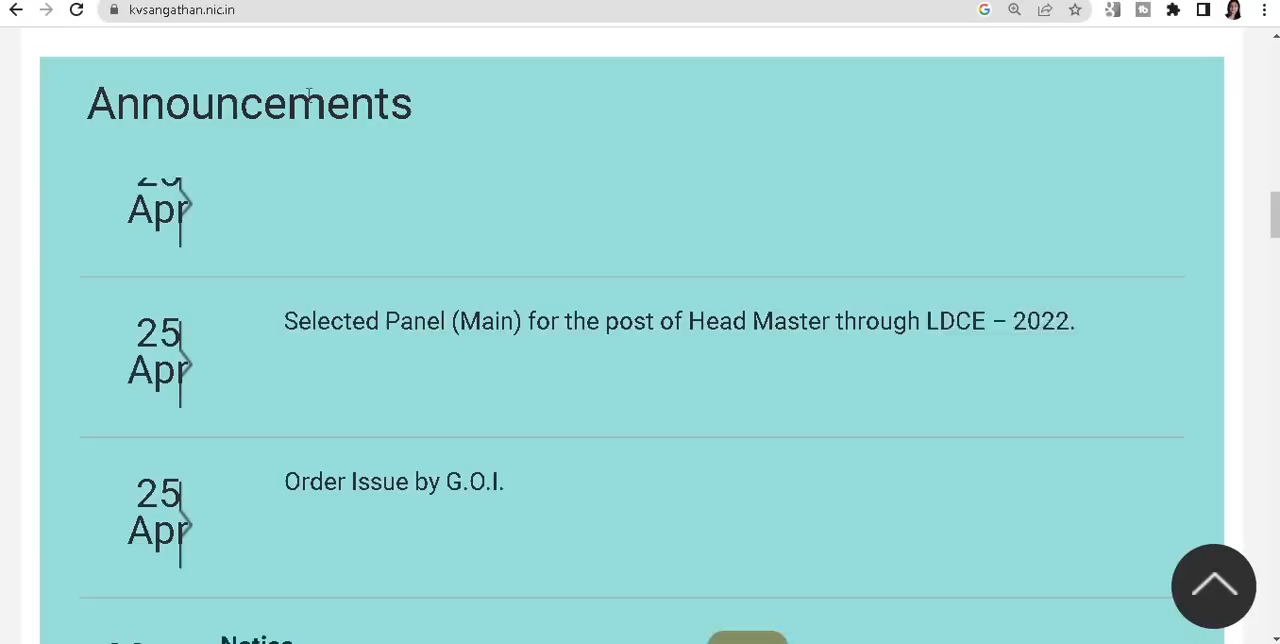 kvsangathan.nic.in
Announcements
Apr
25
Apr
Selected Panel (Main) for the post of Head Master through LDCE – 2022.
25
Apr
Order Issue by G.O.I.
Notice